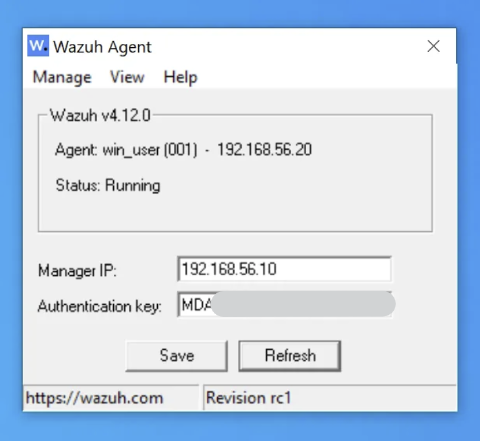 W. Wazuh Agent
Manage View Help
Wazuh v4.12.0
Agent: win_user (001) - 192.168.56.20
Status: Running
Manager IP: 192.168.56.10
Authentication key: MDA
Save Refresh
https://wazuh.com Revision rc1